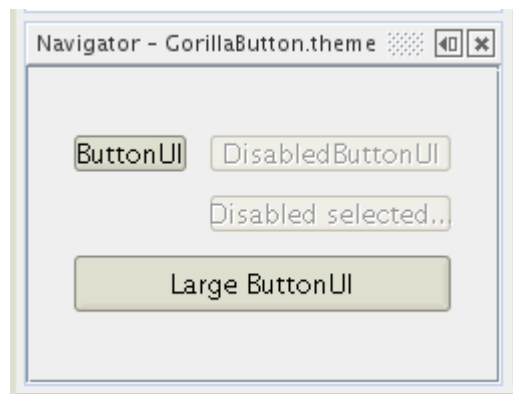 Navigator - GorillaButton.theme
ButtonUI DisabledButtonUI
Disabled selected...
Large ButtonUI